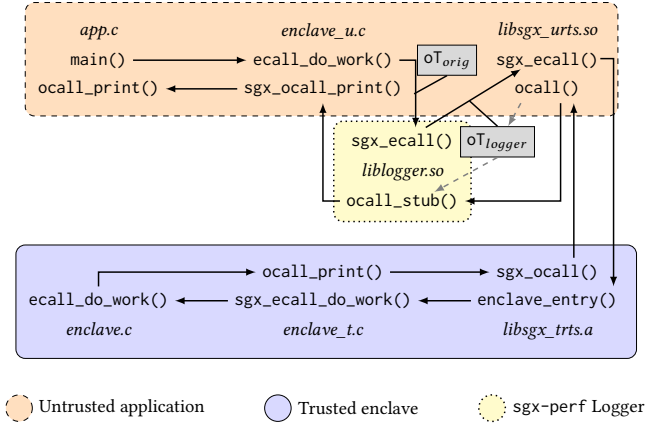 app.c enclave_u.c libsgx_urts.so
main() ecall_do_work() oT_orig sgx_ecall()
ocall_print() sgx_ocall_print() ocall()
sgx_ecall() oT_logger
liblogger.so
ocall_stub()
ocall_print() sgx_ocall()
ecall_do_work() sgx_ecall_do_work() enclave_entry()
enclave.c enclave_t.c libsgx_trts.a
Untrusted application Trusted enclave sgx-perf Logger